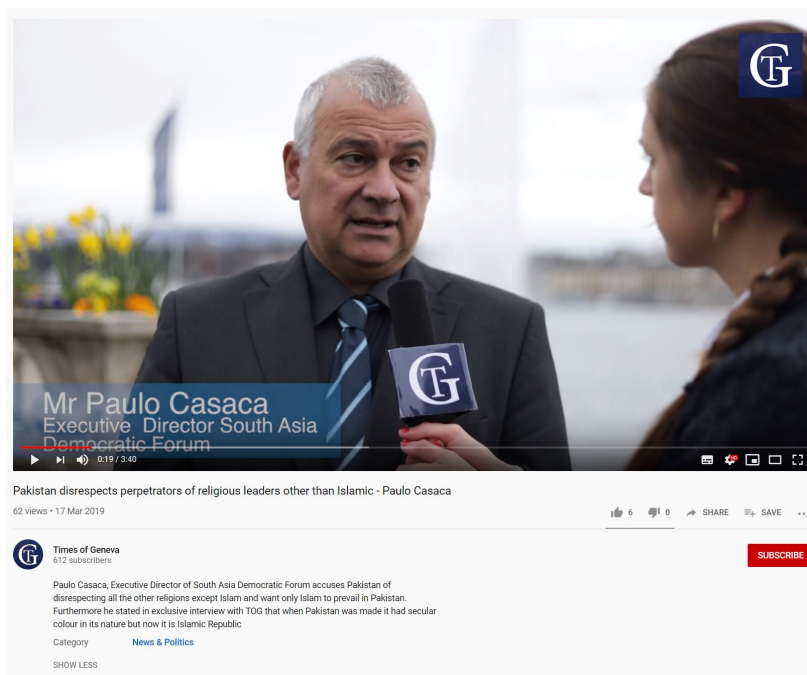 TG
TG
Mr Paulo Casaca
Executive Director South Asia
Democratic Forum
0:19 / 3:40
HD
Pakistan disrespects perpetrators of religious leaders other than Islamic - Paulo Casaca
62 views • 17 Mar 2019
6 0 SHARE SAVE
TG
Times of Geneva
612 subscribers
SUBSCRIBE
Paulo Casaca, Executive Director of South Asia Democratic Forum accuses Pakistan of
disrespecting all the other religions except Islam and want only Islam to prevail in Pakistan.
Furthermore he stated in exclusive interview with TOG that when Pakistan was made it had secular
colour in its nature but now it is Islamic Republic
Category News & Politics
SHOW LESS